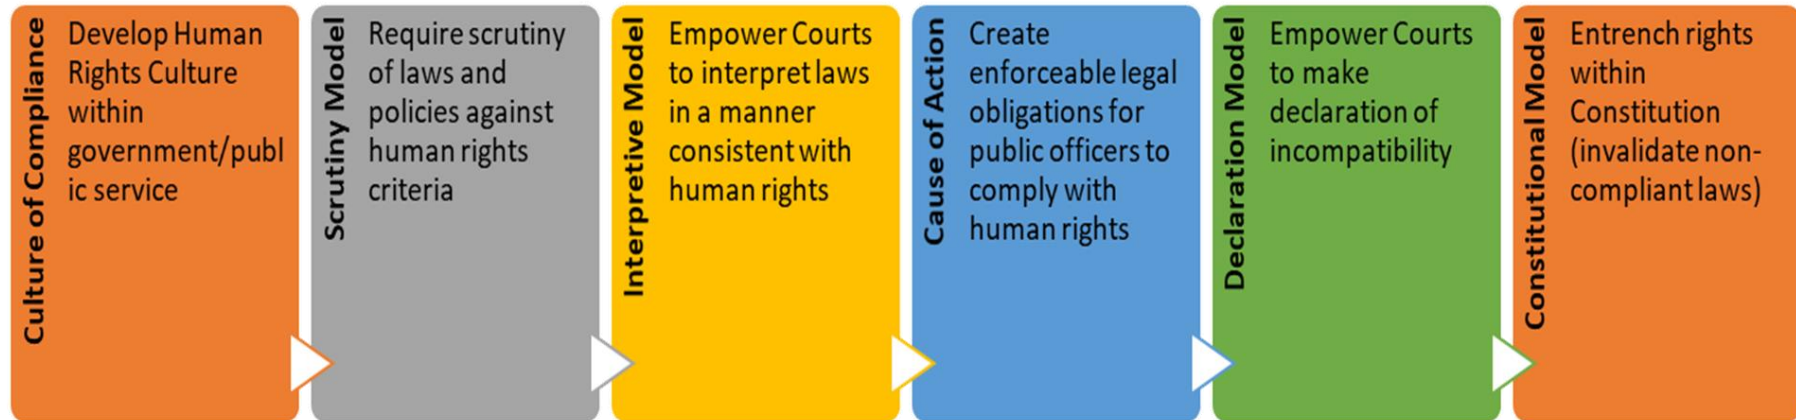 Culture of Compliance
Develop Human
Rights Culture
within
government/publ
ic service
Scrutiny Model
Require scrutiny
of laws and
policies against
human rights
criteria
Interpretive Model
Empower Courts
to interpret laws
in a manner
consistent with
human rights
Cause of Action
Create
enforceable legal
obligations for
public officers to
comply with
human rights
Declaration Model
Empower Courts
to make
declaration of
incompatibility
Constitutional Model
Entrench rights
within
Constitution
(invalidate non-
compliant laws)